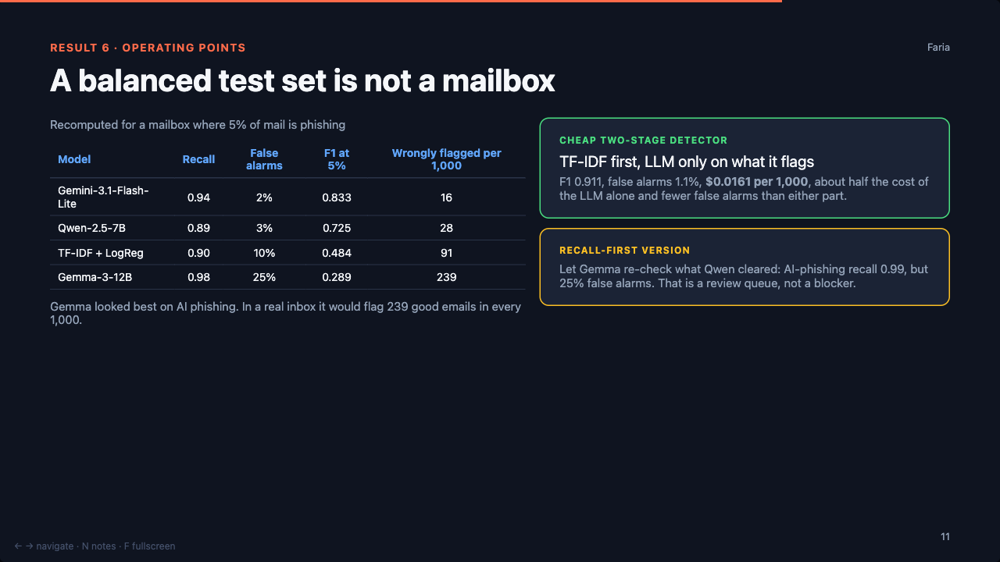 RESULT 6 · OPERATING POINTS
Faria
A balanced test set is not a mailbox
Recomputed for a mailbox where 5% of mail is phishing
Model Recall False alarms F1 at 5% Wrongly flagged per 1,000
Gemini-3.1-Flash-Lite 0.94 2% 0.833 16
Qwen-2.5-7B 0.89 3% 0.725 28
TF-IDF + LogReg 0.90 10% 0.484 91
Gemma-3-12B 0.98 25% 0.289 239
Gemma looked best on AI phishing. In a real inbox it would flag 239 good emails in every
1,000.
CHEAP TWO-STAGE DETECTOR
TF-IDF first, LLM only on what it flags
F1 0.911, false alarms 1.1%, $0.0161 per 1,000, about half the cost of
the LLM alone and fewer false alarms than either part.
RECALL-FIRST VERSION
Let Gemma re-check what Qwen cleared: AI-phishing recall 0.99, but
25% false alarms. That is a review queue, not a blocker.
← → navigate · N notes · F fullscreen
11